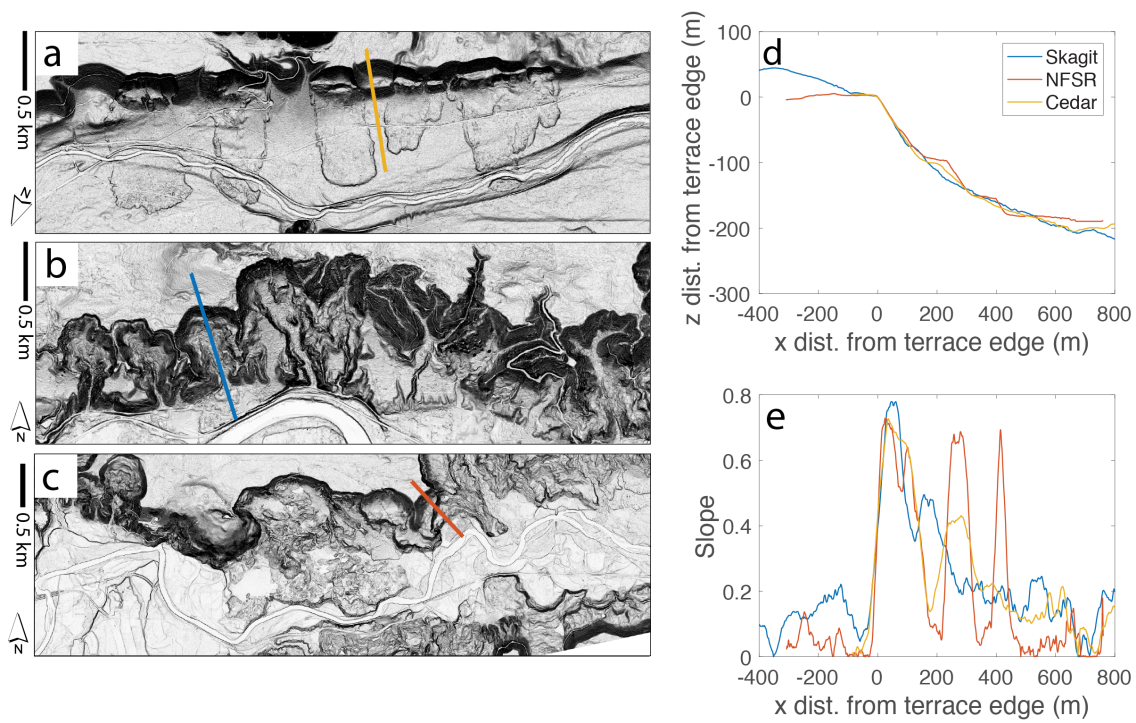 a
0.5 km
N
b
0.5 km
N
c
0.5 km
N
d
100
0
-100
-200
-300
z dist. from terrace edge (m)
Skagit
NFSR
Cedar
-400 -200 0 200 400 600 800
x dist. from terrace edge (m)
e
0.8
0.6
0.4
0.2
0
Slope
-400 -200 0 200 400 600 800
x dist. from terrace edge (m)